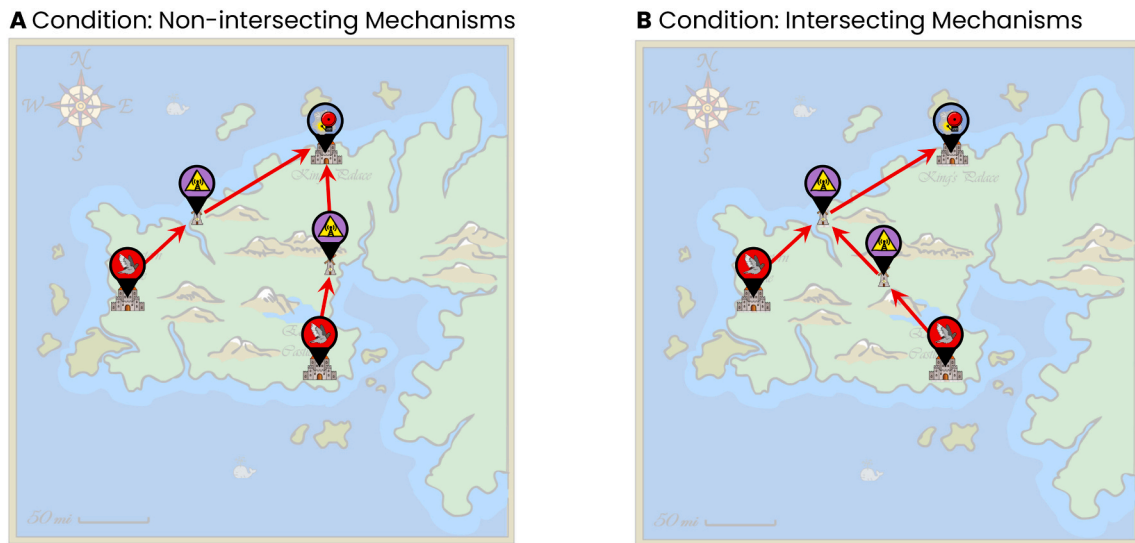 A Condition: Non-intersecting Mechanisms
N
W E
S
King's Palace
50 mi
B Condition: Intersecting Mechanisms
N
W E
S
King's Palace
50 mi